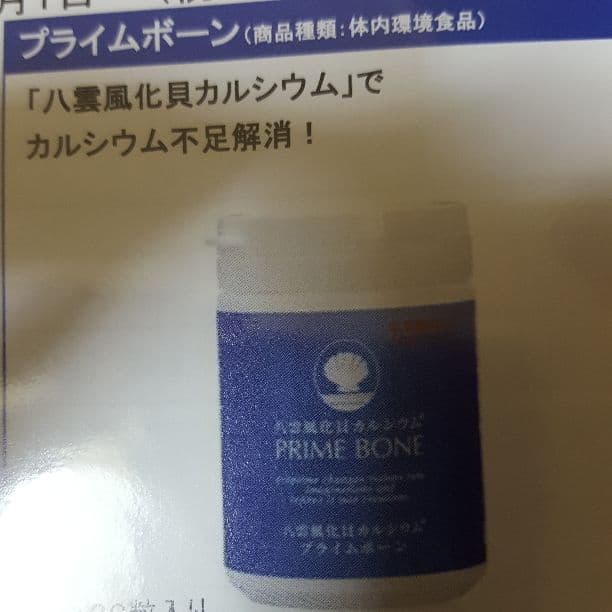 プライムボーン(商品種類:体内環境食品)
「八雲風化貝カルシウム」で
カルシウム不足解消!
八雲風化貝カルシウム
PRIME BONE
八雲風化貝カルシウム
プライムボーン
粒入り